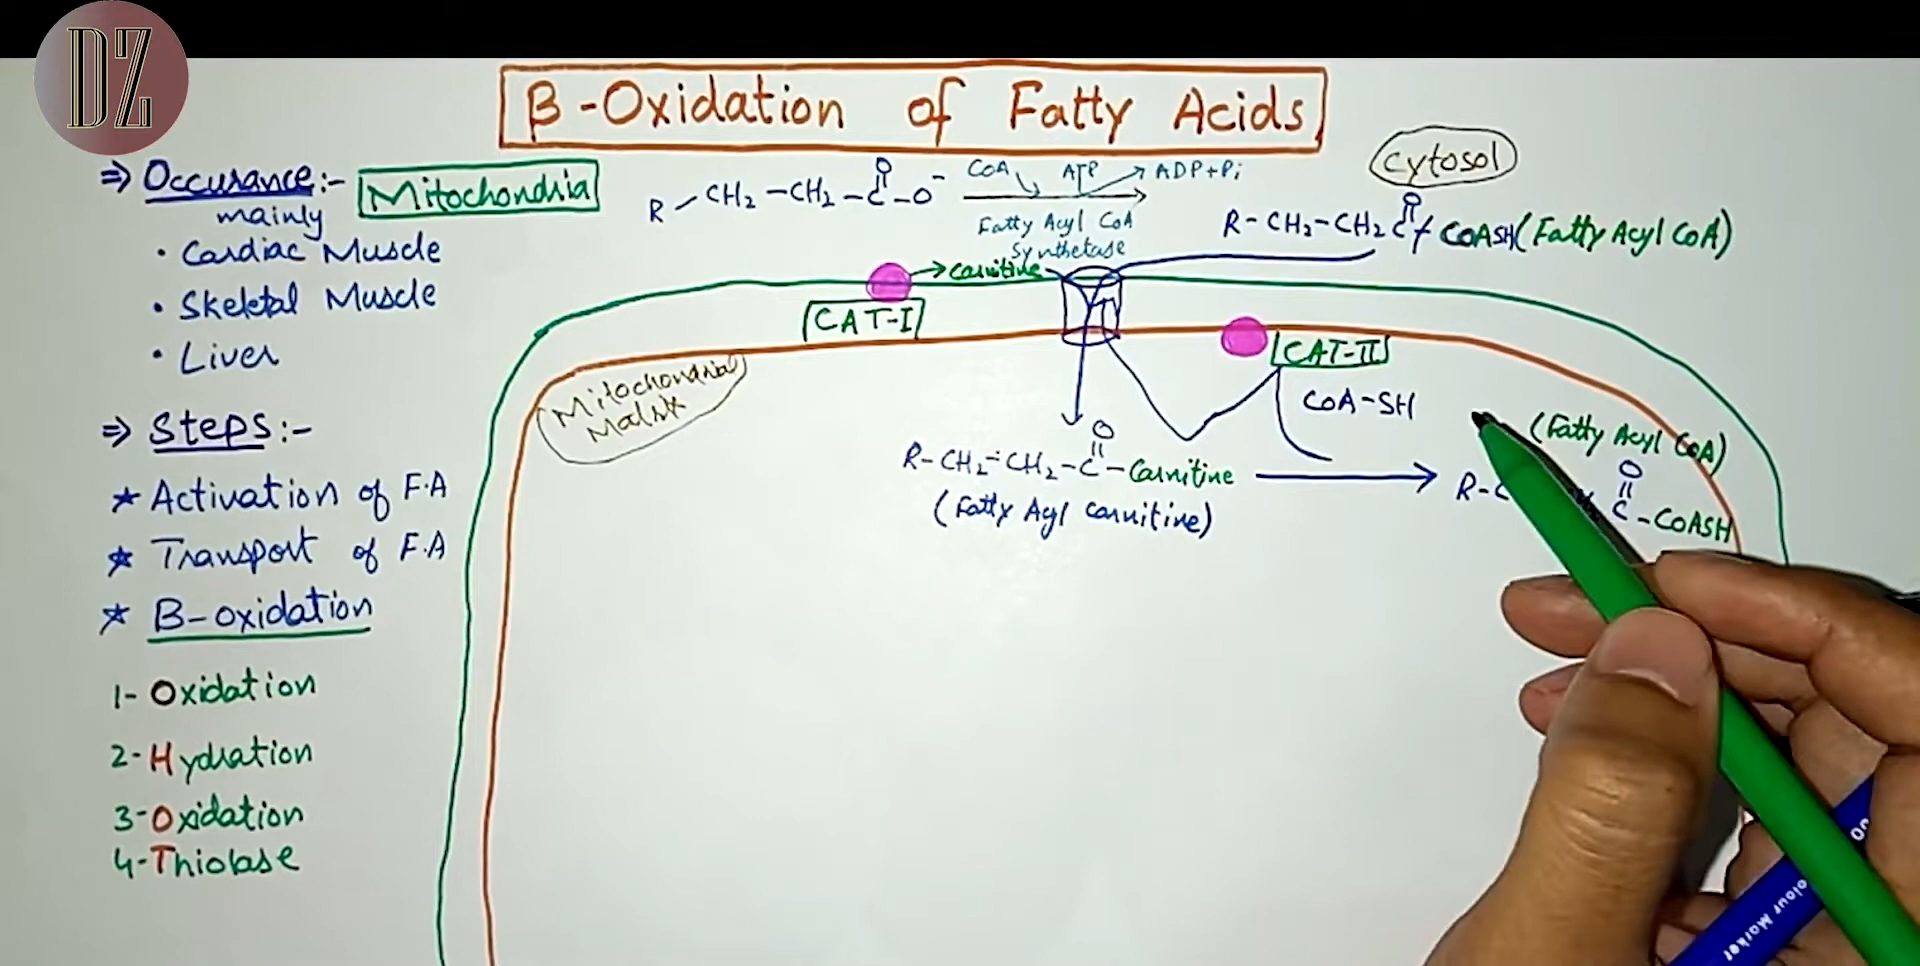 DZ
β-Oxidation of Fatty Acids
⇒ Occurance:- Mitochondria
mainly
• Cardiac Muscle
• Skeletal Muscle
• Liver
⇒ Steps:-
★ Activation of F.A
★ Transport of F.A
★ B-oxidation
1- Oxidation
2- Hydration
3- Oxidation
4- Thiolase
Cytosol
O
R-CH2-CH2-C-O-
CoA ATP ADP+Pi
Fatty Acyl CoA
Synthetase
O
R-CH2-CH2 C COASH (Fatty Acyl CoA)
→Carnitine
CAT-I
CAT-II
Mitochondrial
Matrix
CoA-SH
O
R-CH2-CH2-C-Carnitine
(Fatty Ayl Carnitine)
(Fatty Acyl CoA)
O
R-C
C-COASH
olour Marker